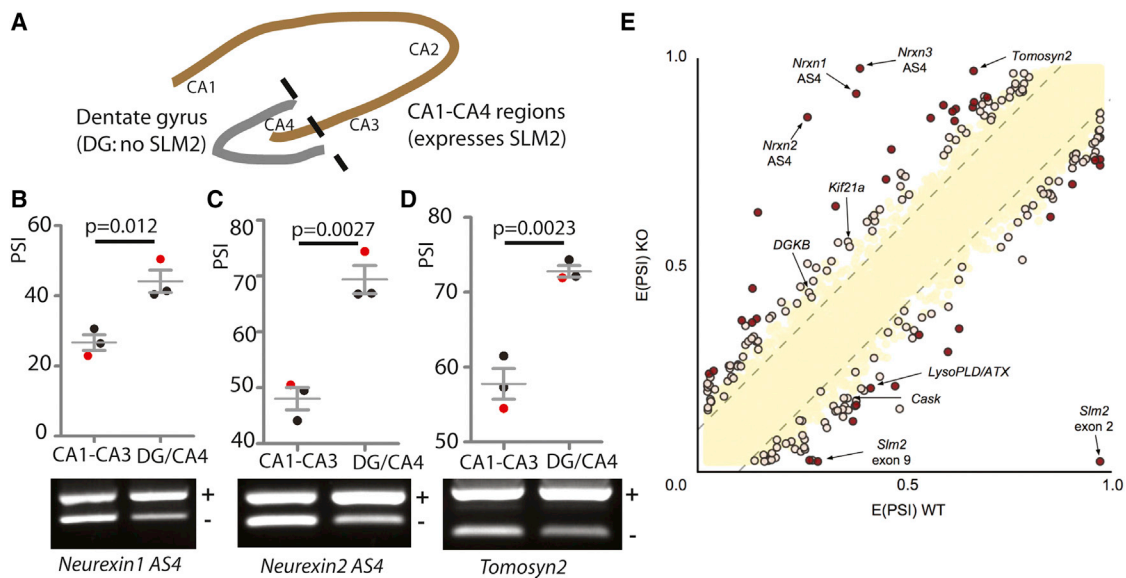 A
CA1
CA2
Dentate gyrus
(DG: no SLM2)
CA4
CA3
CA1-CA4 regions
(expresses SLM2)
B
p=0.012
PSI
60
40
20
0
CA1-CA3 DG/CA4
+
-
Neurexin1 AS4
C
p=0.0027
PSI
80
70
60
50
40
CA1-CA3 DG/CA4
+
-
Neurexin2 AS4
D
p=0.0023
PSI
80
70
60
50
CA1-CA3 DG/CA4
+
-
Tomosyn2
E
1.0
0.5
0.0
E(PSI) KO
Nrxn1
AS4
Nrxn3
AS4
Tomosyn2
Nrxn2
AS4
Kif21a
DGKB
LysoPLD/ATX
Cask
Slm2
exon 9
Slm2
exon 2
0.5
1.0
E(PSI) WT